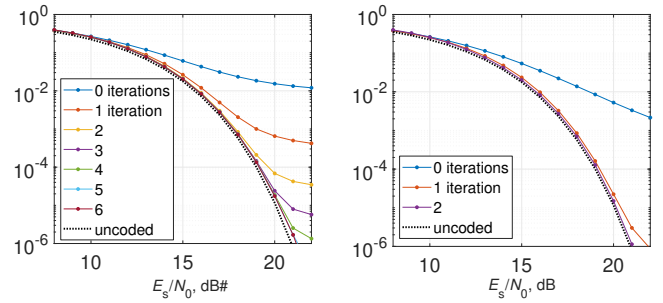 10^0
10^-2
10^-4
10^-6
0 iterations
1 iteration
2
3
4
5
6
uncoded
10 15 20
E_s/N_0, dB#
10^0
10^-2
10^-4
10^-6
0 iterations
1 iteration
2
uncoded
10 15 20
E_s/N_0, dB